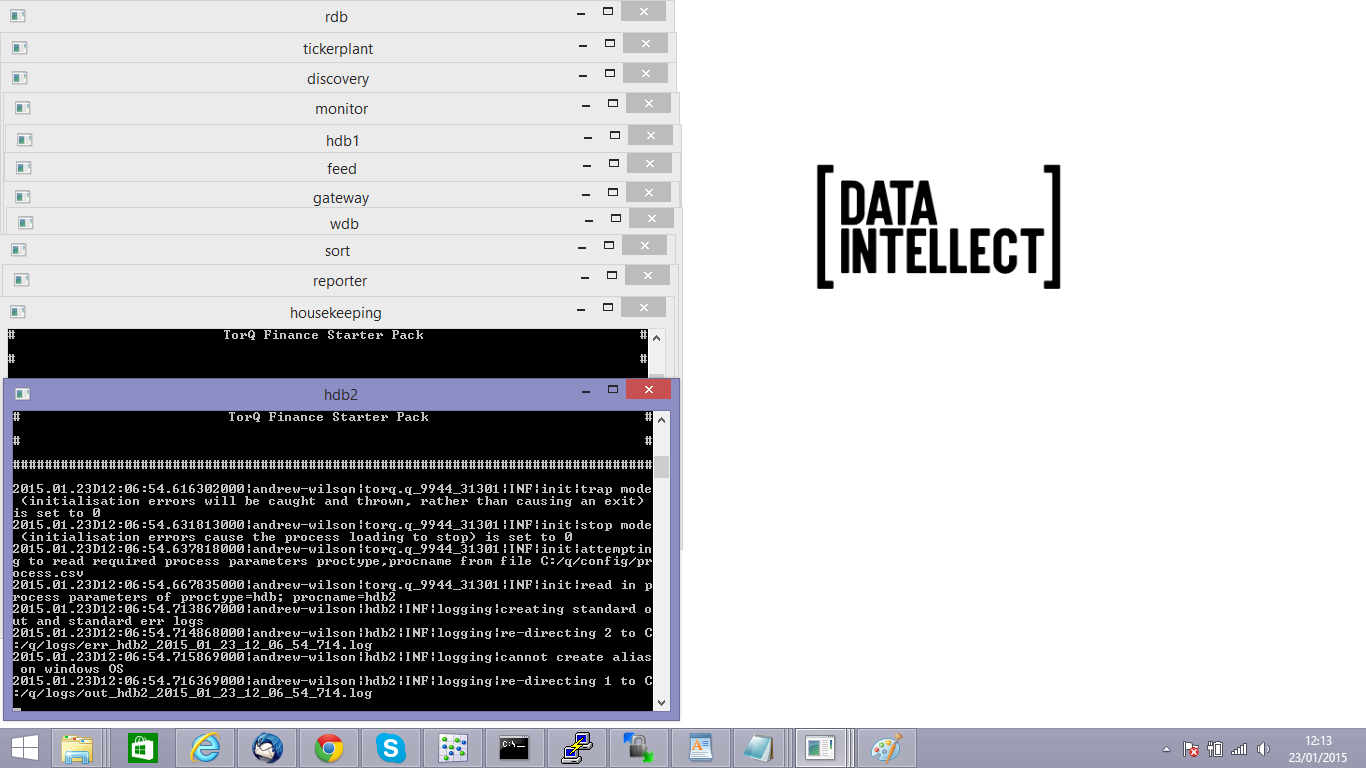 rdb
tickerplant
discovery
monitor
hdb1
feed
gateway
wdb
sort
reporter
housekeeping
# TorQ Finance Starter Pack #
# #
hdb2
# TorQ Finance Starter Pack #
# #
################################################################################
2015.01.23D12:06:54.616302000|andrew-wilson|torq.q_9944_31301|INF|init|trap mode
(initialisation errors will be caught and thrown, rather than causing an exit)
is set to 0
2015.01.23D12:06:54.631813000|andrew-wilson|torq.q_9944_31301|INF|init|stop mode
(initialisation errors cause the process loading to stop) is set to 0
2015.01.23D12:06:54.637818000|andrew-wilson|torq.q_9944_31301|INF|init|attemptin
g to read required process parameters proctype,procname from file C:/q/config/pr
ocess.csv
2015.01.23D12:06:54.667835000|andrew-wilson|torq.q_9944_31301|INF|init|read in p
rocess parameters of proctype=hdb; procname=hdb2
2015.01.23D12:06:54.713867000|andrew-wilson|hdb2|INF|logging|creating standard o
ut and standard err logs
2015.01.23D12:06:54.714868000|andrew-wilson|hdb2|INF|logging|re-directing 2 to C
:/q/logs/err_hdb2_2015_01_23_12_06_54_714.log
2015.01.23D12:06:54.715869000|andrew-wilson|hdb2|INF|logging|cannot create alias
on windows OS
2015.01.23D12:06:54.716369000|andrew-wilson|hdb2|INF|logging|re-directing 1 to C
:/q/logs/out_hdb2_2015_01_23_12_06_54_714.log
[DATA
INTELLECT]
12:13
23/01/2015